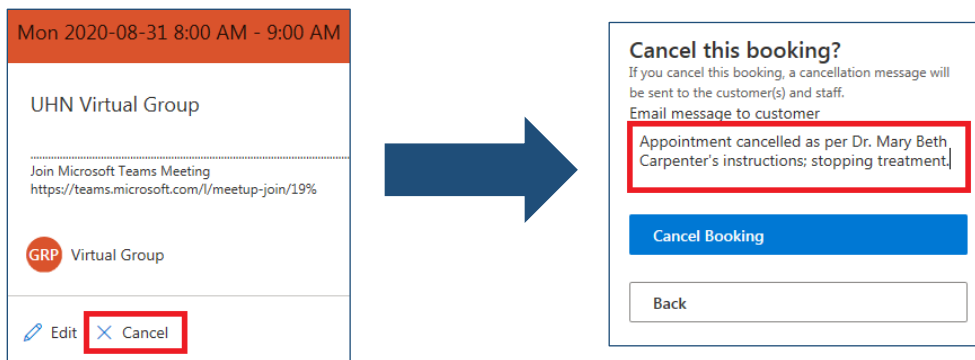 Mon 2020-08-31 8:00 AM - 9:00 AM
UHN Virtual Group
Join Microsoft Teams Meeting
https://teams.microsoft.com/l/meetup-join/19%
GRP Virtual Group
Edit Cancel
Cancel this booking?
If you cancel this booking, a cancellation message will
be sent to the customer(s) and staff.
Email message to customer
Appointment cancelled as per Dr. Mary Beth
Carpenter's instructions; stopping treatment.
Cancel Booking
Back